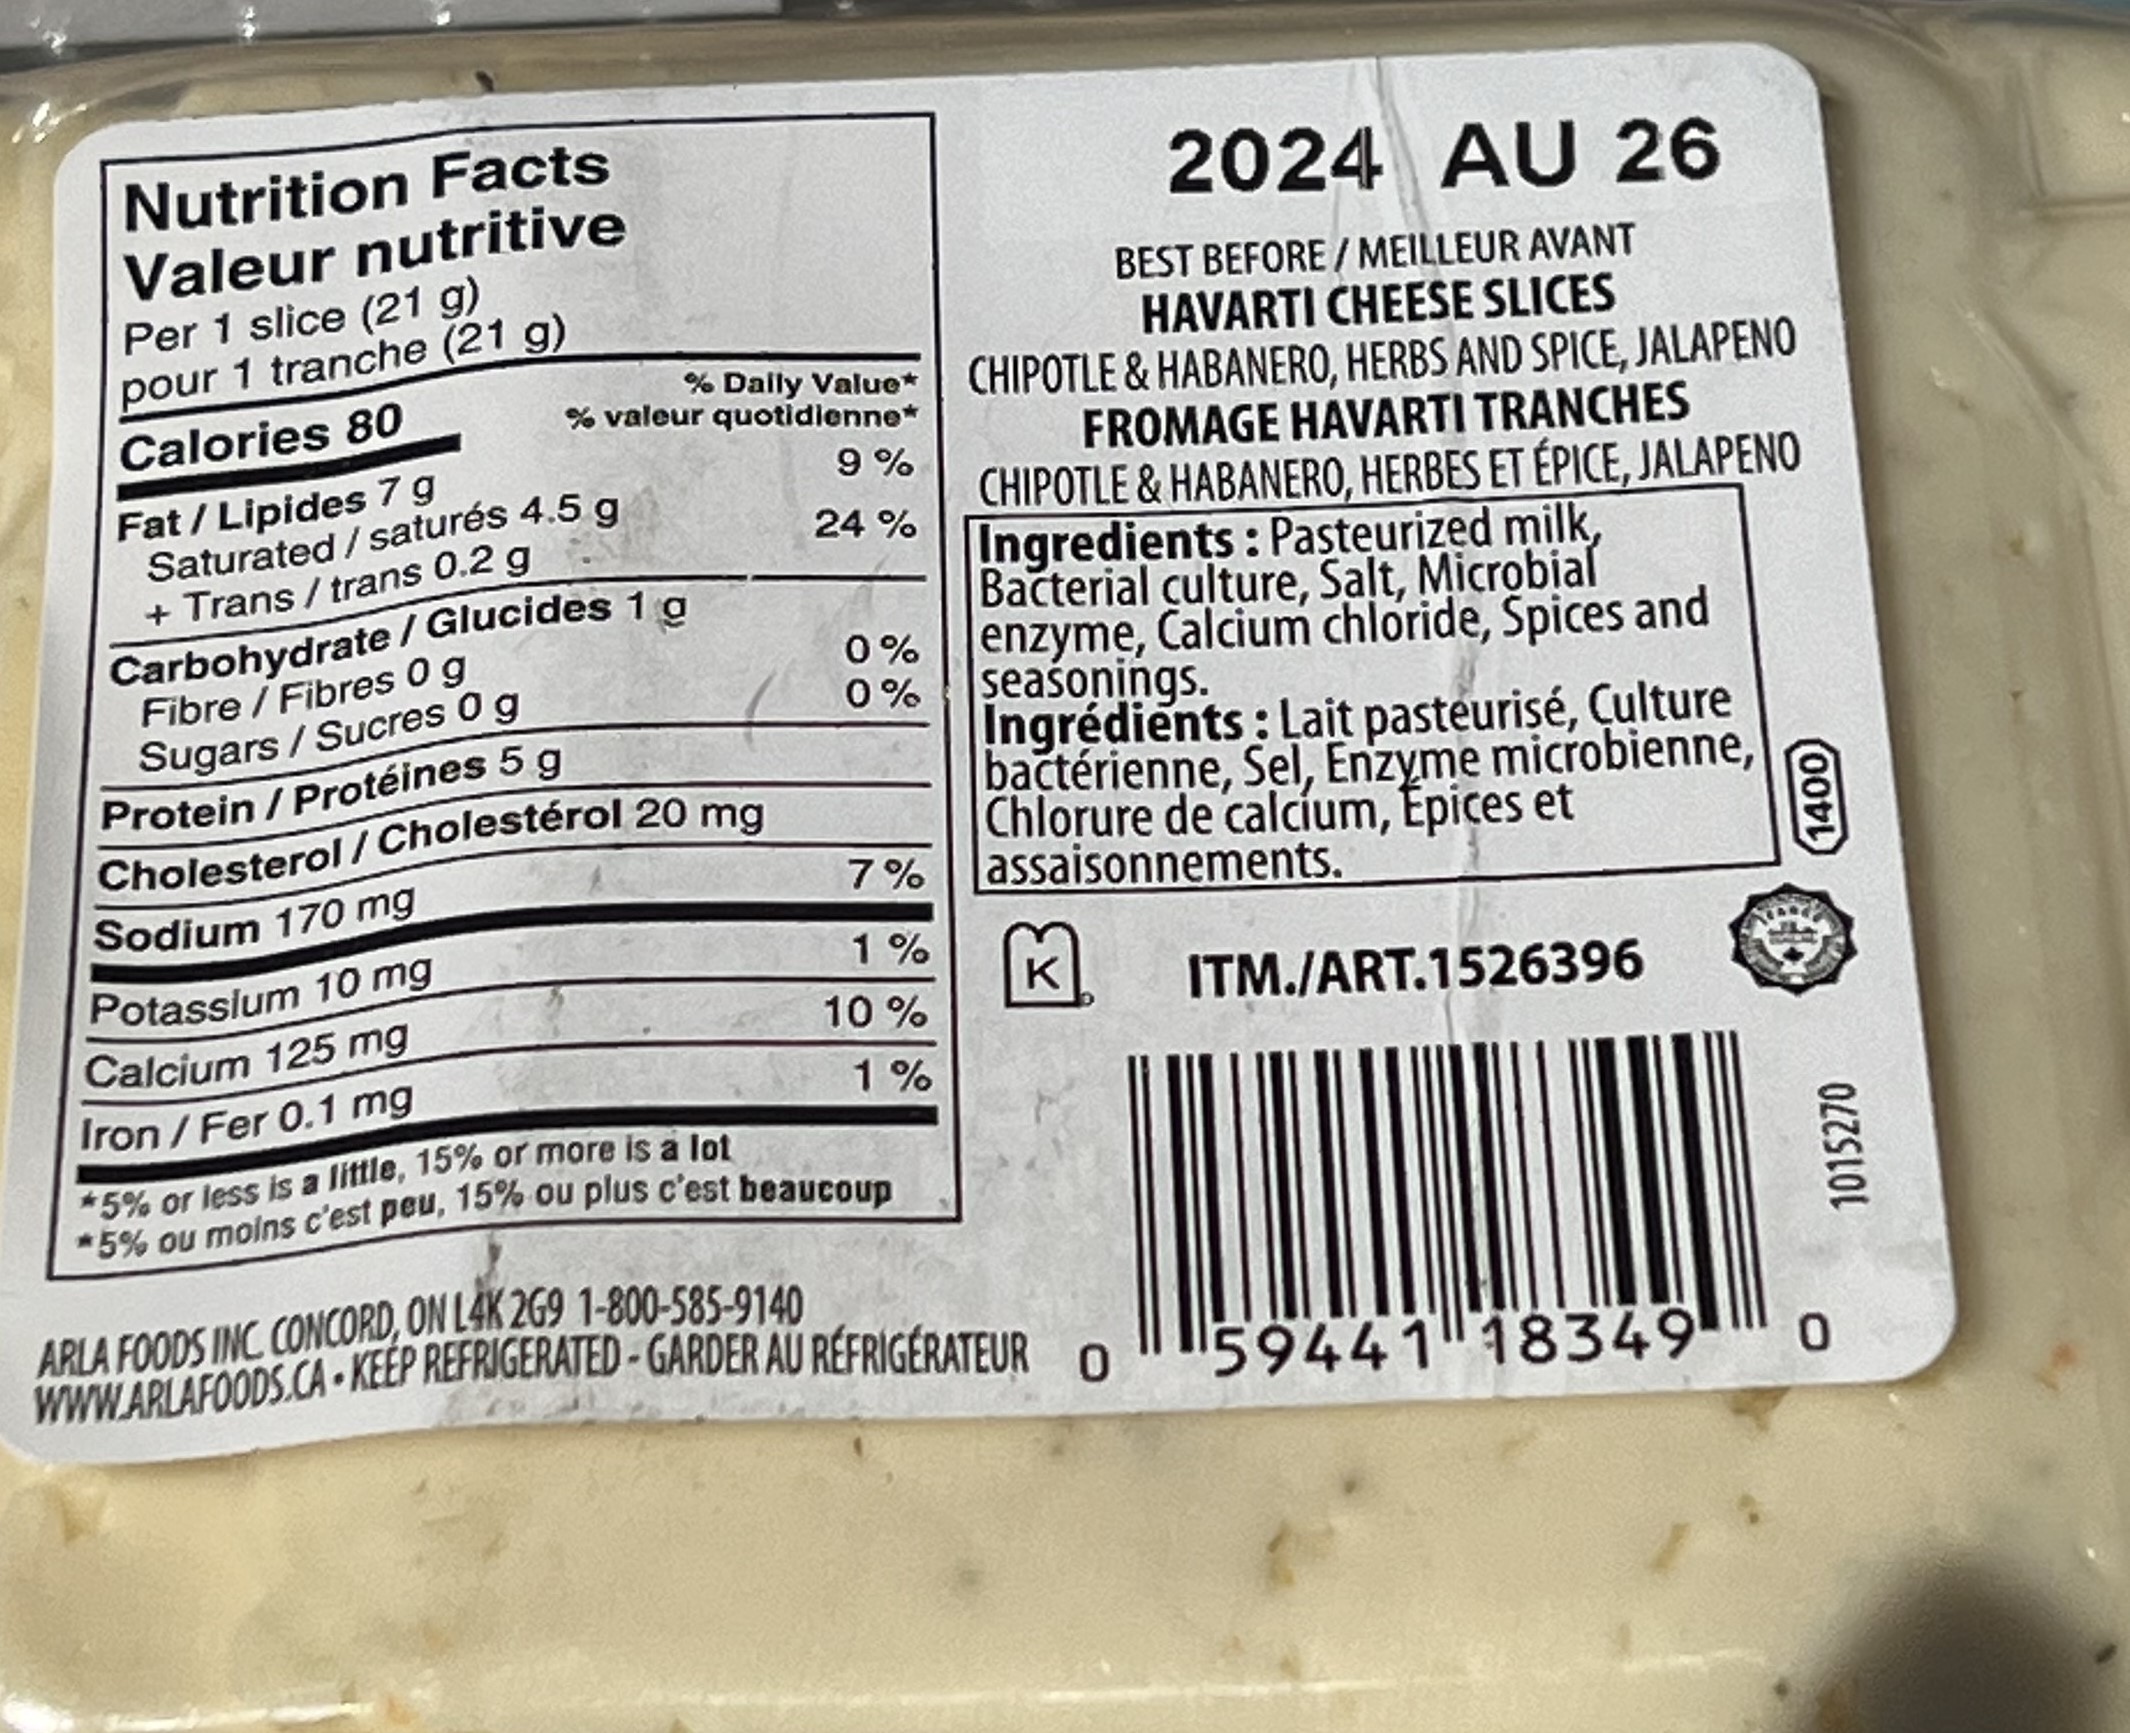 Nutrition Facts
Valeur nutritive
Per 1 slice (21 g)
pour 1 tranche (21 g)
% Daily Value*
% valeur quotidienne*
Calories 80
Fat / Lipides 7 g 9 %
Saturated / saturés 4.5 g
+ Trans / trans 0.2 g 24 %
Carbohydrate / Glucides 1 g
Fibre / Fibres 0 g 0 %
Sugars / Sucres 0 g 0 %
Protein / Protéines 5 g
Cholesterol / Cholestérol 20 mg
Sodium 170 mg 7 %
Potassium 10 mg 1 %
Calcium 125 mg 10 %
Iron / Fer 0.1 mg 1 %
*5% or less is a little, 15% or more is a lot
*5% ou moins c'est peu, 15% ou plus c'est beaucoup
ARLA FOODS INC. CONCORD, ON L4K 2G9 1-800-585-9140
WWW.ARLAFOODS.CA • KEEP REFRIGERATED - GARDER AU RÉFRIGÉRATEUR
2024 AU 26
BEST BEFORE / MEILLEUR AVANT
HAVARTI CHEESE SLICES
CHIPOTLE & HABANERO, HERBS AND SPICE, JALAPENO
FROMAGE HAVARTI TRANCHES
CHIPOTLE & HABANERO, HERBES ET ÉPICE, JALAPENO
Ingredients : Pasteurized milk,
Bacterial culture, Salt, Microbial
enzyme, Calcium chloride, Spices and
seasonings.
Ingrédients : Lait pasteurisé, Culture
bactérienne, Sel, Enzyme microbienne,
Chlorure de calcium, Épices et
assaisonnements.
1400
K
ITM./ART.1526396
1015270
0 59441 18349 0